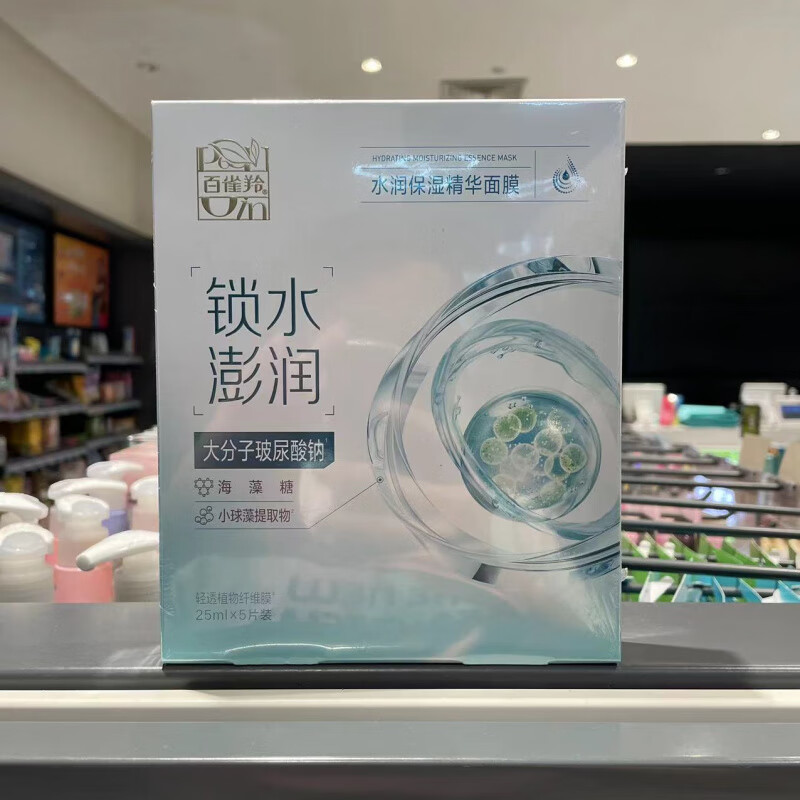 百雀羚®
HYDRATING MOISTURIZING ESSENCE MASK
水润保湿精华面膜
锁水
澎润
大分子玻尿酸钠
海藻糖
小球藻提取物
轻透植物纤维膜
25ml×5片装